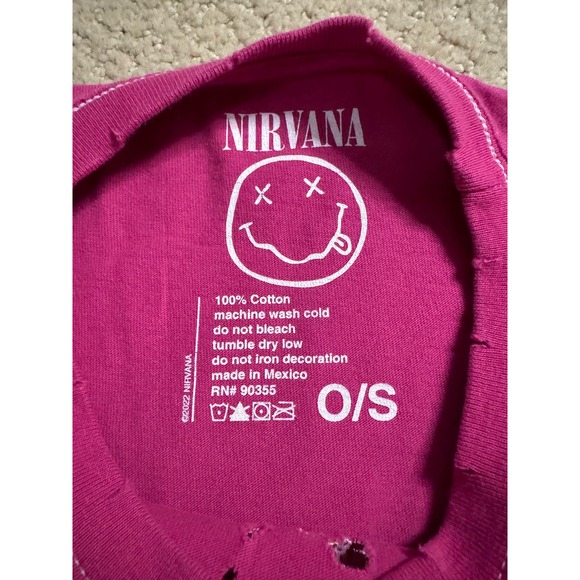 NIRVANA
100% Cotton
machine wash cold
do not bleach
tumble dry low
do not iron decoration
made in Mexico
RN# 90355
O/S
©2022 NIRVANA